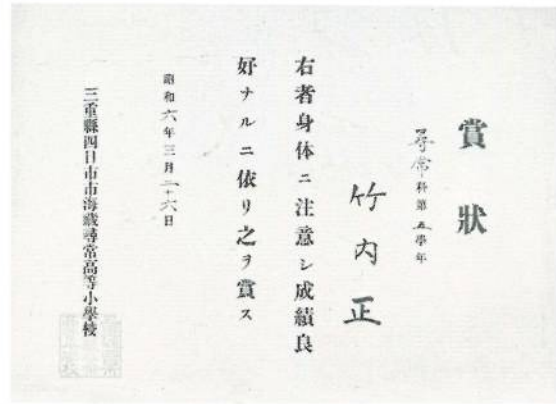 賞狀
尋常科第五學年
竹内正
右者身体ニ注意シ成績良
好ナルニ依リ之ヲ賞ス
昭和六年三月二十六日
三重縣四日市市海蔵尋常高等小學校